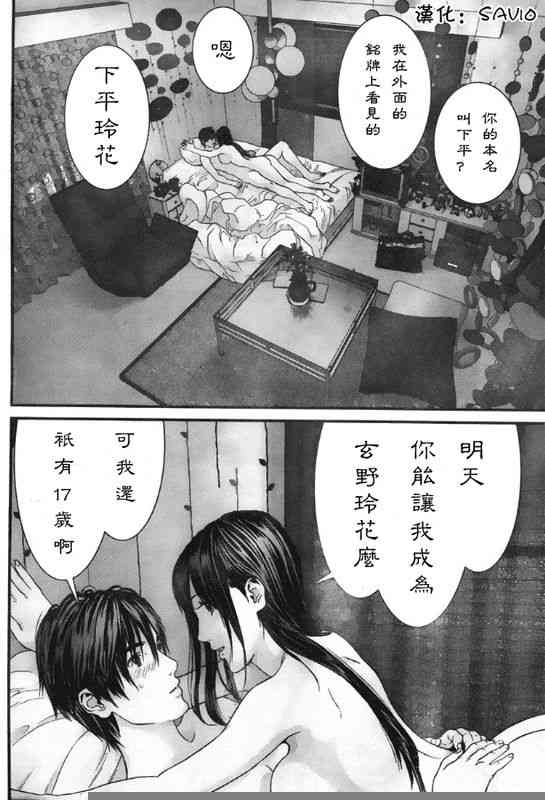 漢化：SAVIO
你的本名
叫下平?
我在外面的
銘牌上看見的
嗯
下平玲花
明天
你能讓我成為
玄野玲花麼
可我還
衹有17歲啊